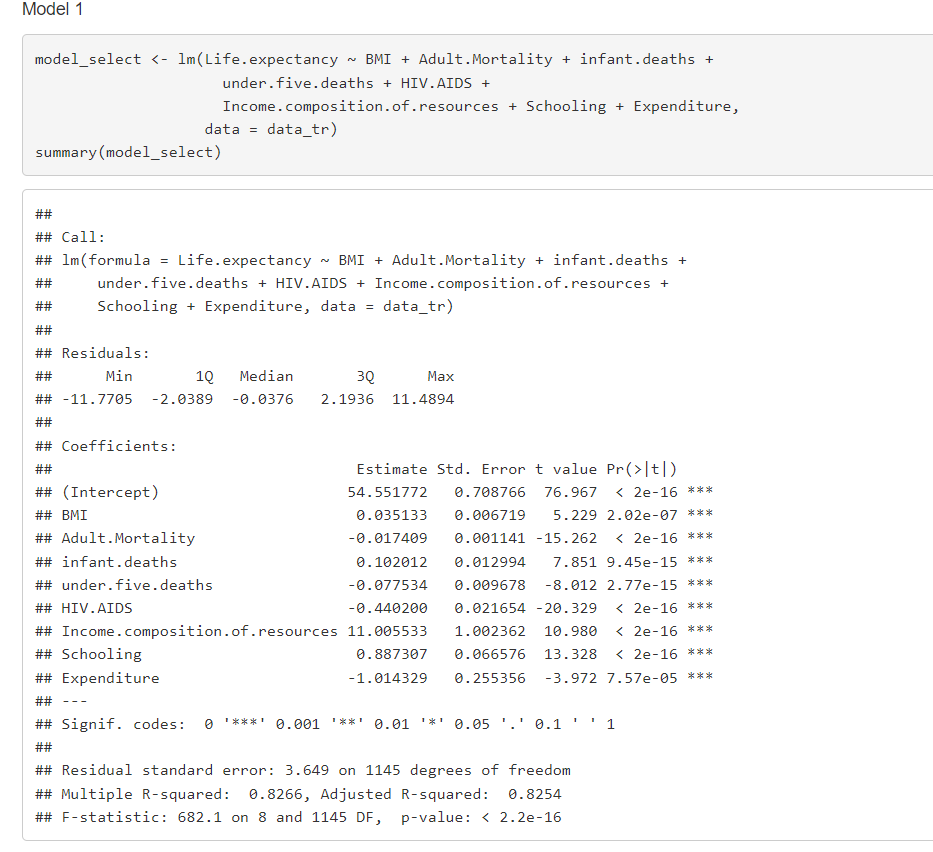 Model 1
model_select <- lm(Life.expectancy ~ BMI + Adult.Mortality + infant.deaths +
under.five.deaths + HIV.AIDS +
Income.composition.of.resources + Schooling + Expenditure,
data = data_tr)
summary(model_select)
##
## Call:
## lm(formula = Life.expectancy ~ BMI + Adult.Mortality + infant.deaths +
##     under.five.deaths + HIV.AIDS + Income.composition.of.resources +
##     Schooling + Expenditure, data = data_tr)
##
## Residuals:
##      Min       1Q   Median       3Q      Max
## -11.7705  -2.0389  -0.0376   2.1936  11.4894
##
## Coefficients:
##                                  Estimate Std. Error t value Pr(>|t|)
## (Intercept)                     54.551772   0.708766  76.967  < 2e-16 ***
## BMI                              0.035133   0.006719   5.229 2.02e-07 ***
## Adult.Mortality                 -0.017409   0.001141 -15.262  < 2e-16 ***
## infant.deaths                    0.102012   0.012994   7.851 9.45e-15 ***
## under.five.deaths               -0.077534   0.009678  -8.012 2.77e-15 ***
## HIV.AIDS                        -0.440200   0.021654 -20.329  < 2e-16 ***
## Income.composition.of.resources 11.005533   1.002362  10.980  < 2e-16 ***
## Schooling                        0.887307   0.066576  13.328  < 2e-16 ***
## Expenditure                     -1.014329   0.255356  -3.972 7.57e-05 ***
## ---
## Signif. codes:  0 '***' 0.001 '**' 0.01 '*' 0.05 '.' 0.1 ' ' 1
##
## Residual standard error: 3.649 on 1145 degrees of freedom
## Multiple R-squared:  0.8266, Adjusted R-squared:  0.8254
## F-statistic: 682.1 on 8 and 1145 DF,  p-value: < 2.2e-16